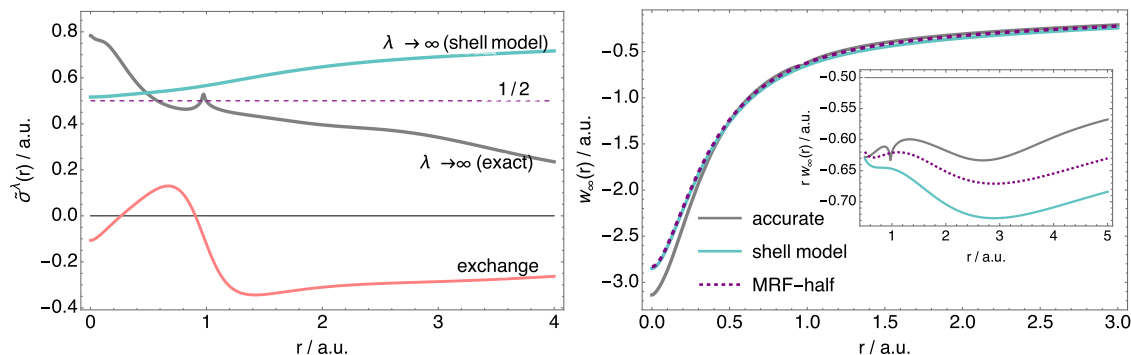 0.8
0.6
0.4
0.2
0.0
−0.2
−0.4
σ̃^λ(r) / a.u.
λ → ∞ (shell model)
1/2
λ → ∞ (exact)
exchange
0 1 2 3 4
r / a.u.
−0.5
−1.0
−1.5
−2.0
−2.5
−3.0
w∞(r) / a.u.
accurate
shell model
MRF−half
0.0 0.5 1.0 1.5 2.0 2.5 3.0
r / a.u.
−0.50
−0.55
−0.60
−0.65
−0.70
r w∞(r) / a.u.
1 2 3 4 5
r / a.u.